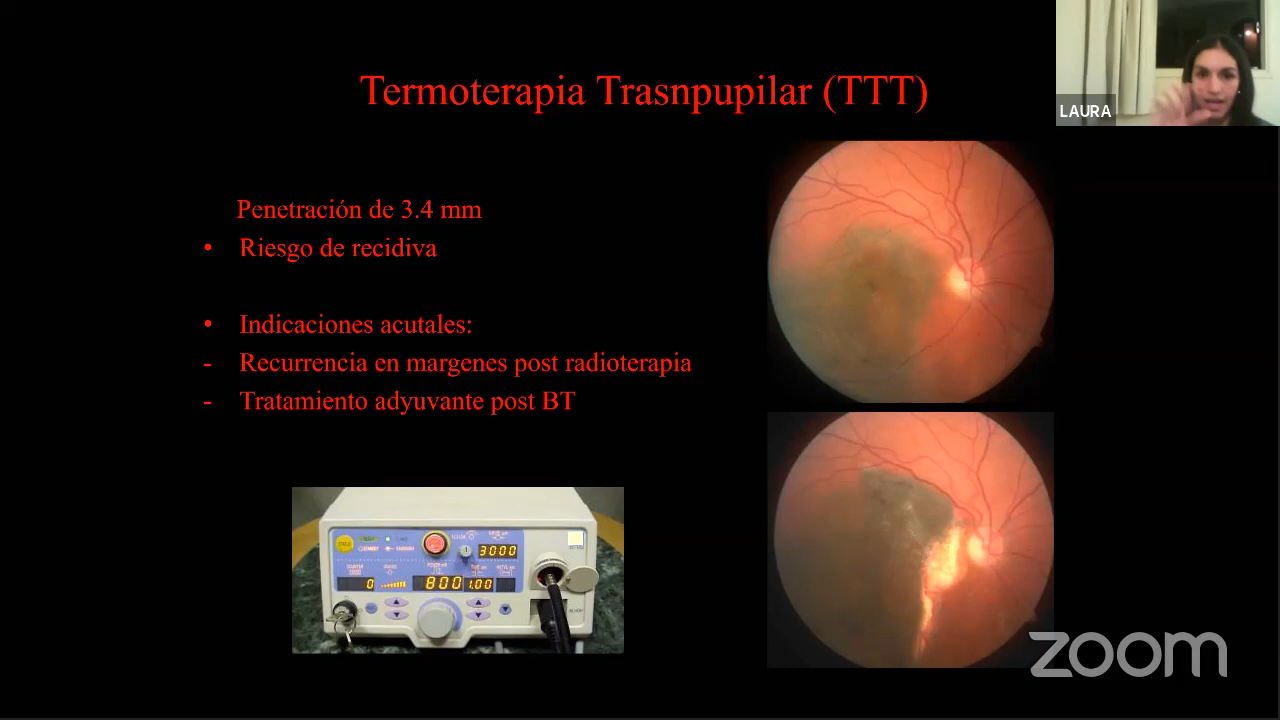 Termoterapia Trasnpupilar (TTT)
LAURA
Penetración de 3.4 mm
• Riesgo de recidiva
• Indicaciones acutales:
- Recurrencia en margenes post radioterapia
- Tratamiento adyuvante post BT
3000
0
800
1.00
zoom